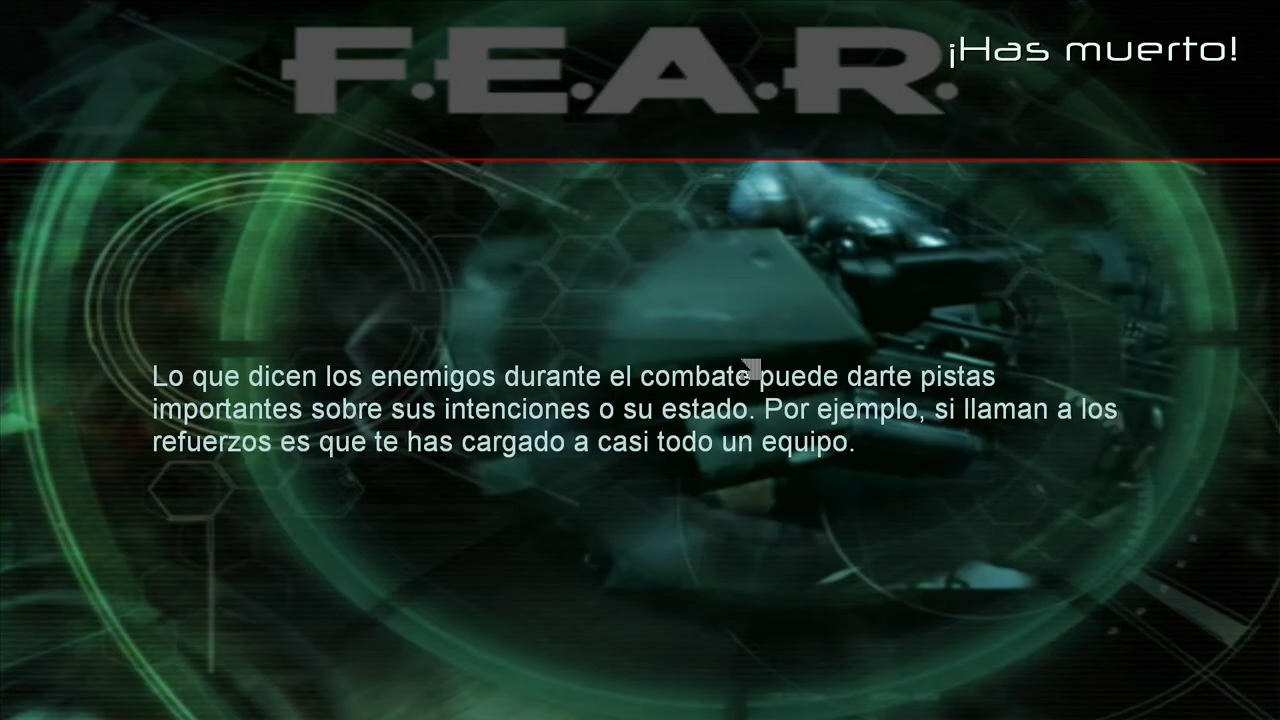 F.E.A.R.
¡Has muerto!
Lo que dicen los enemigos durante el combate puede darte pistas
importantes sobre sus intenciones o su estado. Por ejemplo, si llaman a los
refuerzos es que te has cargado a casi todo un equipo.